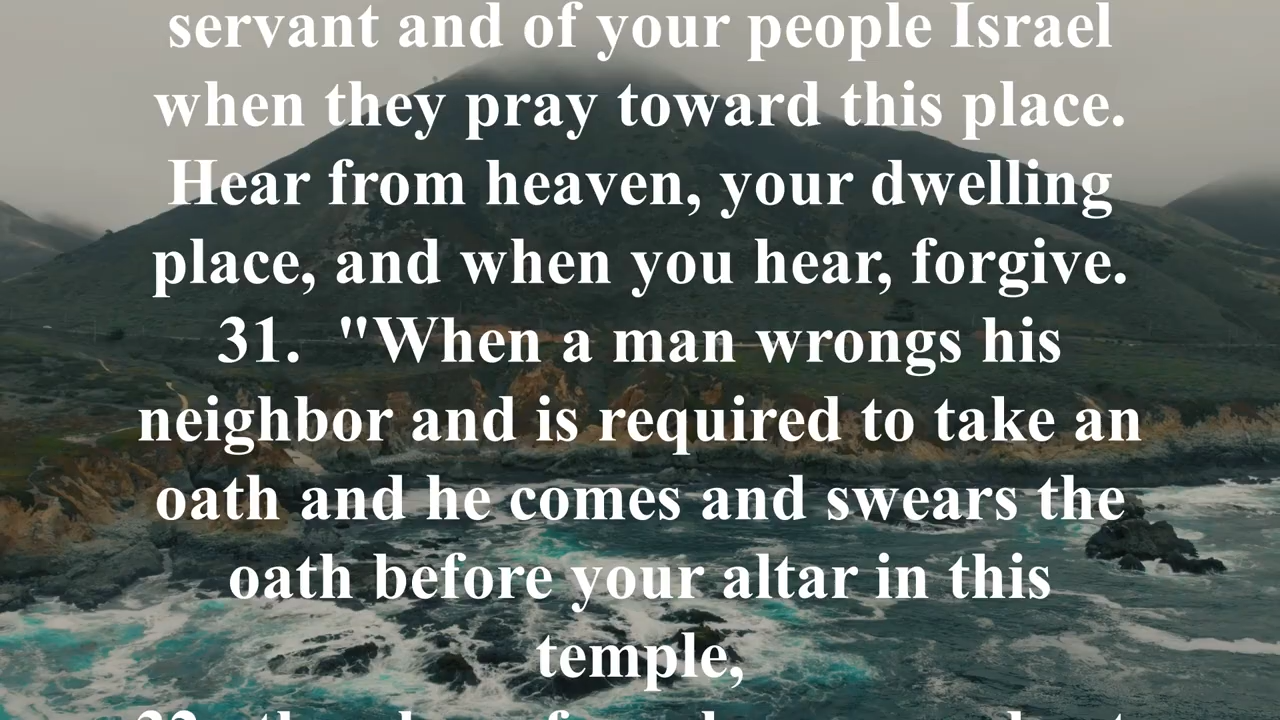 servant and of your people Israel
when they pray toward this place.
Hear from heaven, your dwelling
place, and when you hear, forgive.
31. "When a man wrongs his
neighbor and is required to take an
oath and he comes and swears the
oath before your altar in this
temple,